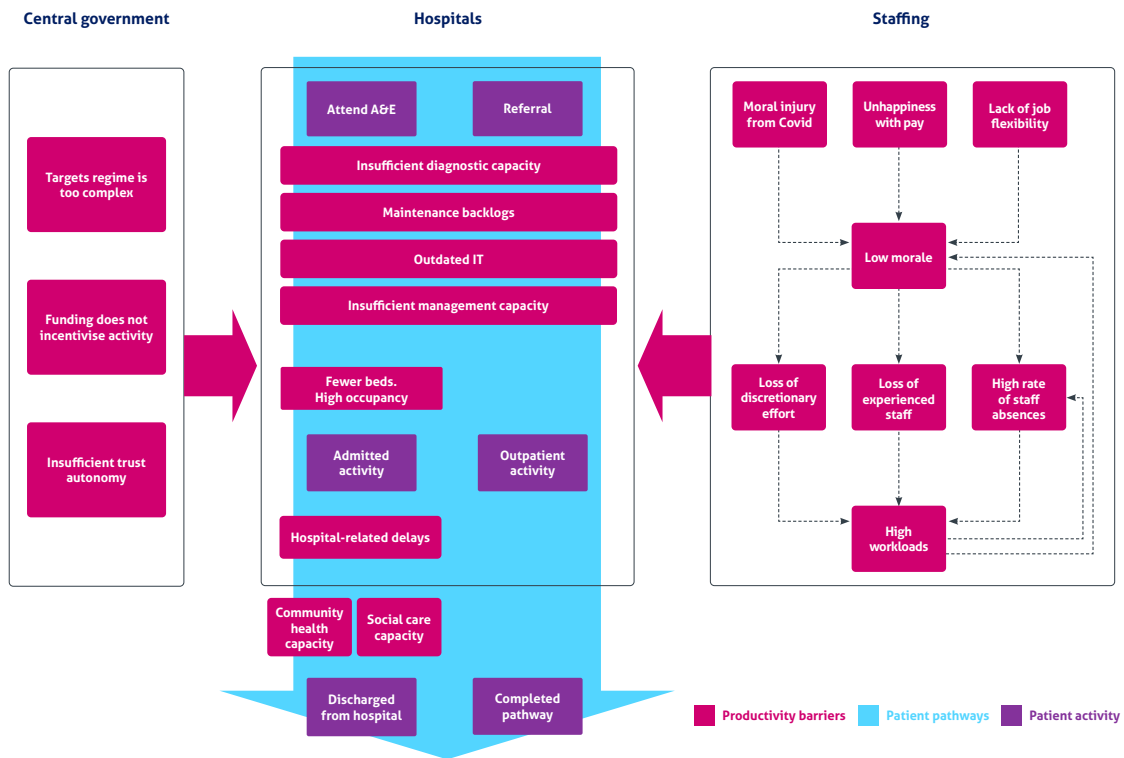 Central government
Hospitals
Staffing
Targets regime is
too complex
Funding does not
incentivise activity
Insufficient trust
autonomy
Attend A&E
Referral
Insufficient diagnostic capacity
Maintenance backlogs
Outdated IT
Insufficient management capacity
Fewer beds.
High occupancy
Admitted
activity
Outpatient
activity
Hospital-related delays
Community
health
capacity
Social care
capacity
Discharged
from hospital
Completed
pathway
Moral injury
from Covid
Unhappiness
with pay
Lack of job
flexibility
Low morale
Loss of
discretionary
effort
Loss of
experienced
staff
High rate
of staff
absences
High
workloads
Productivity barriers
Patient pathways
Patient activity